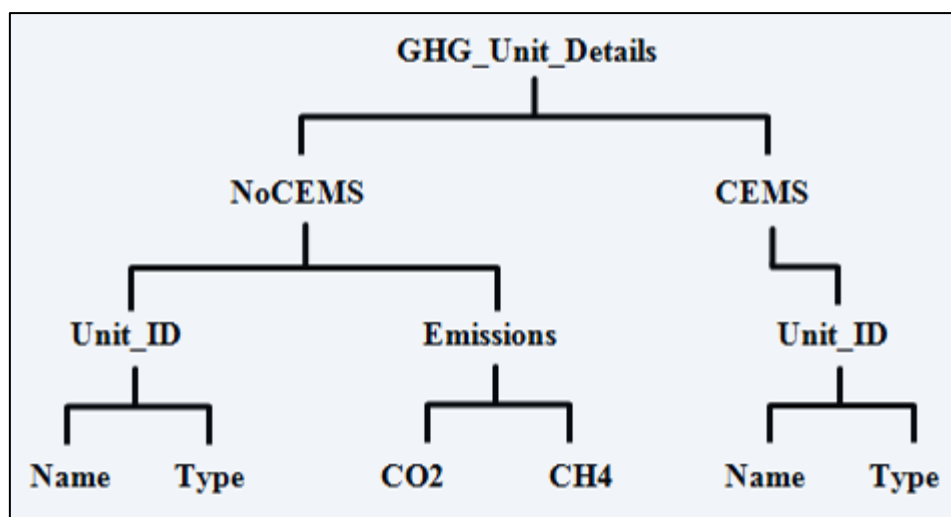 GHG_Unit_Details
NoCEMS CEMS
Unit_ID Emissions Unit_ID
Name Type CO2 CH4 Name Type